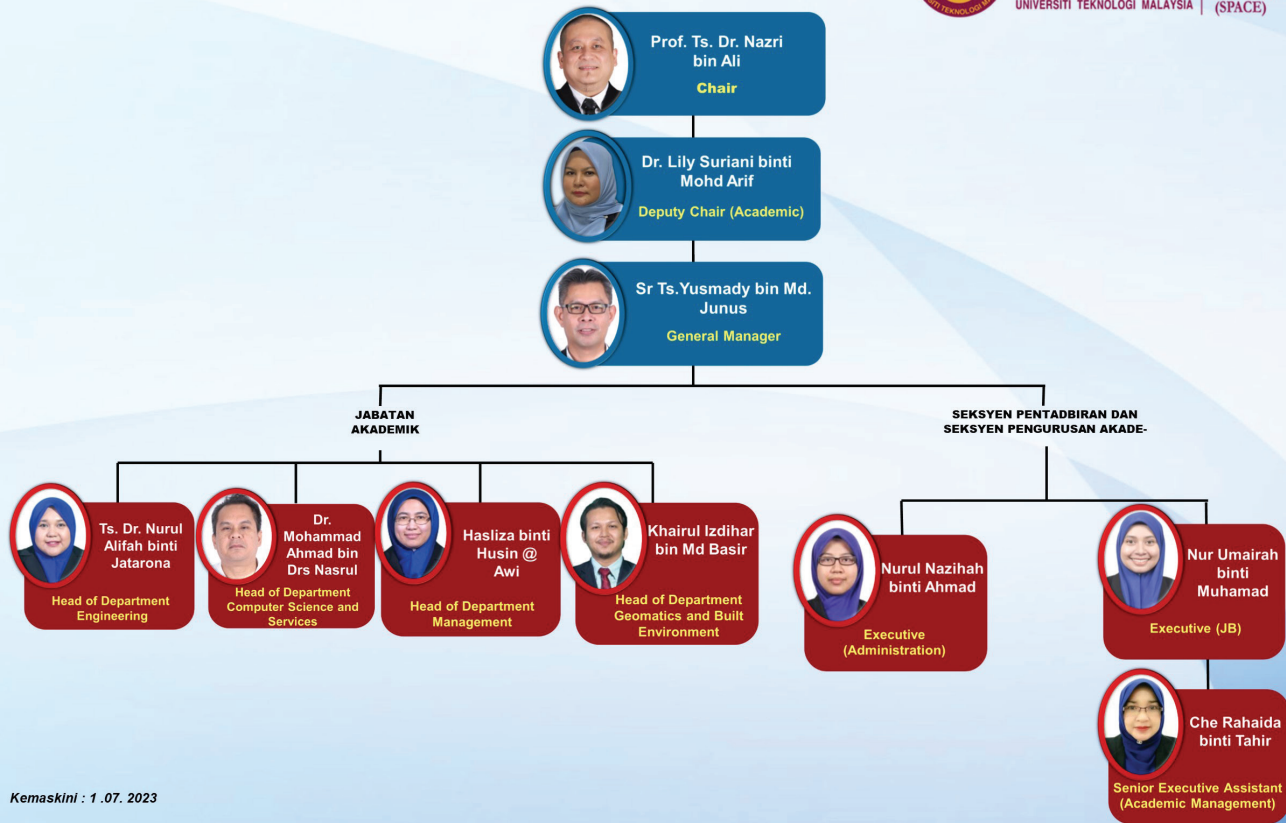 UNIVERSITI TEKNOLOGI MALAYSIA
(SPACE)
Prof. Ts. Dr. Nazri
bin Ali
Chair
Dr. Lily Suriani binti
Mohd Arif
Deputy Chair (Academic)
Sr Ts.Yusmady bin Md.
Junus
General Manager
JABATAN
AKADEMIK
SEKSYEN PENTADBIRAN DAN
SEKSYEN PENGURUSAN AKADE-
Ts. Dr. Nurul
Alifah binti
Jatarona
Head of Department
Engineering
Dr.
Mohammad
Ahmad bin
Drs Nasrul
Head of Department
Computer Science and
Services
Hasliza binti
Husin @
Awi
Head of Department
Management
Khairul Izdihar
bin Md Basir
Head of Department
Geomatics and Built
Environment
Nurul Nazihah
binti Ahmad
Executive
(Administration)
Nur Umairah
binti
Muhamad
Executive (JB)
Che Rahaida
binti Tahir
Senior Executive Assistant
(Academic Management)
Kemaskini : 1 .07. 2023